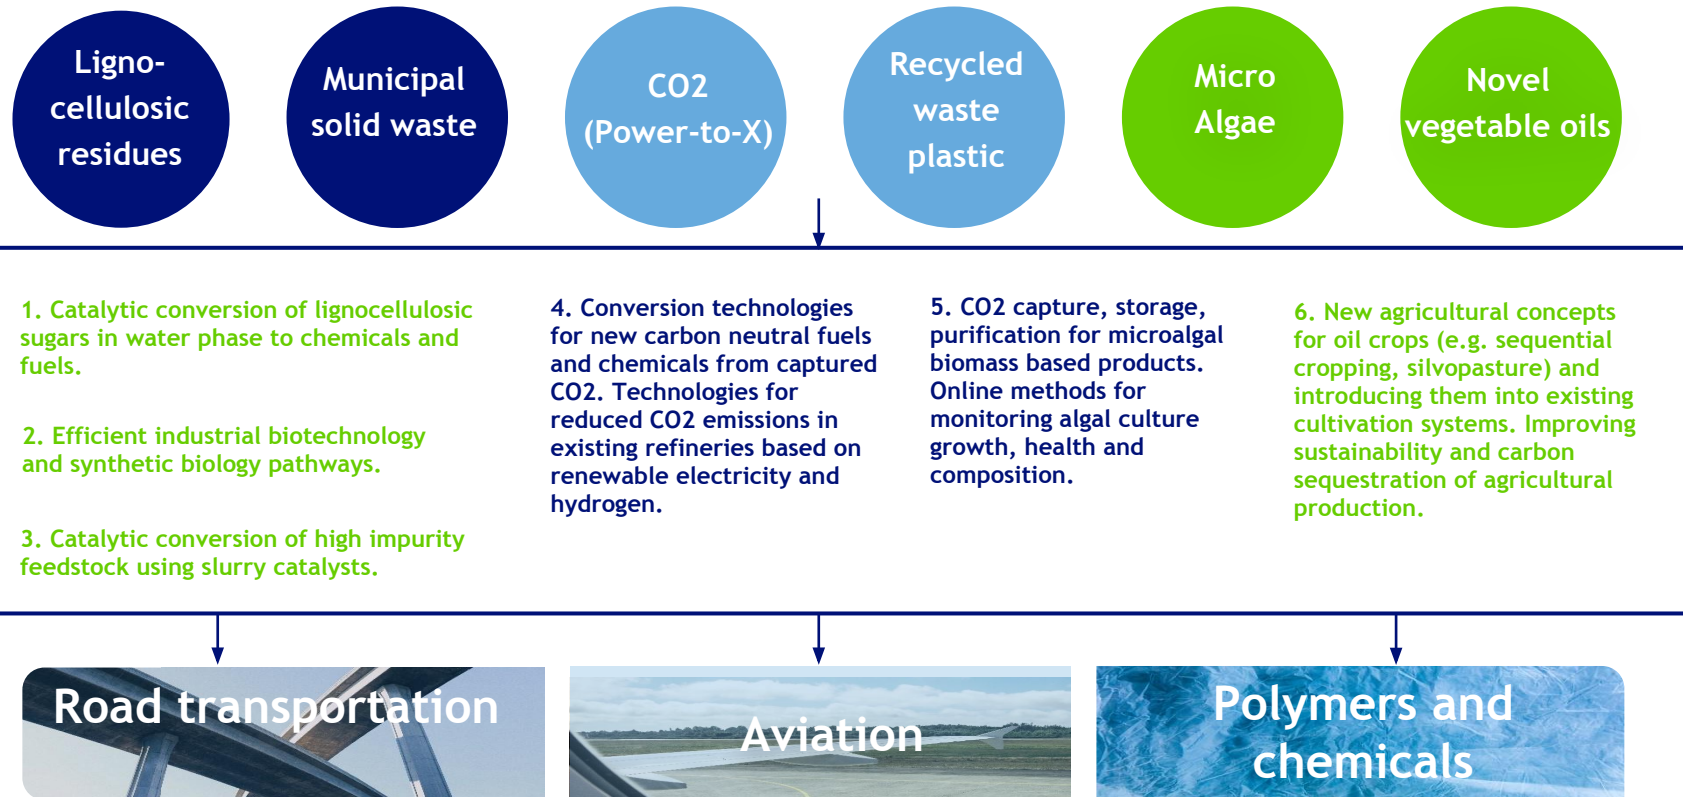 Ligno-
cellulosic
residues
Municipal
solid waste
CO2
(Power-to-X)
Recycled
waste
plastic
Micro
Algae
Novel
vegetable oils
1. Catalytic conversion of lignocellulosic
sugars in water phase to chemicals and
fuels.
2. Efficient industrial biotechnology
and synthetic biology pathways.
3. Catalytic conversion of high impurity
feedstock using slurry catalysts.
4. Conversion technologies
for new carbon neutral fuels
and chemicals from captured
CO2. Technologies for
reduced CO2 emissions in
existing refineries based on
renewable electricity and
hydrogen.
5. CO2 capture, storage,
purification for microalgal
biomass based products.
Online methods for
monitoring algal culture
growth, health and
composition.
6. New agricultural concepts
for oil crops (e.g. sequential
cropping, silvopasture) and
introducing them into existing
cultivation systems. Improving
sustainability and carbon
sequestration of agricultural
production.
Road transportation
Aviation
Polymers and
chemicals